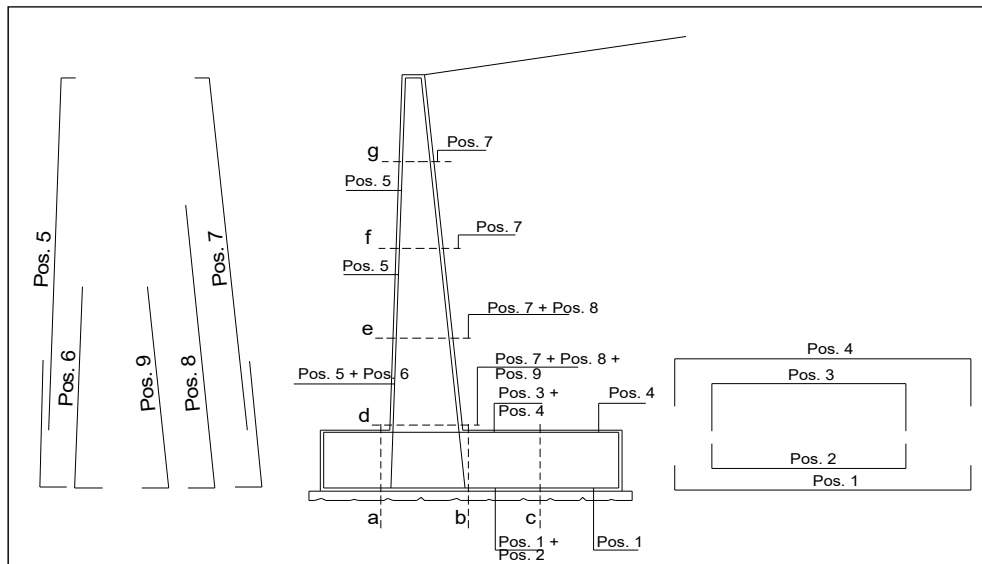 Pos. 5
Pos. 6
Pos. 9
Pos. 8
Pos. 7
g
Pos. 7
Pos. 5
f
Pos. 7
Pos. 5
e
Pos. 7 + Pos. 8
Pos. 5 + Pos. 6
Pos. 7 + Pos. 8 +
Pos. 9
d
Pos. 3 +
Pos. 4
Pos. 4
a
b
c
Pos. 1 +
Pos. 2
Pos. 1
Pos. 4
Pos. 3
Pos. 2
Pos. 1